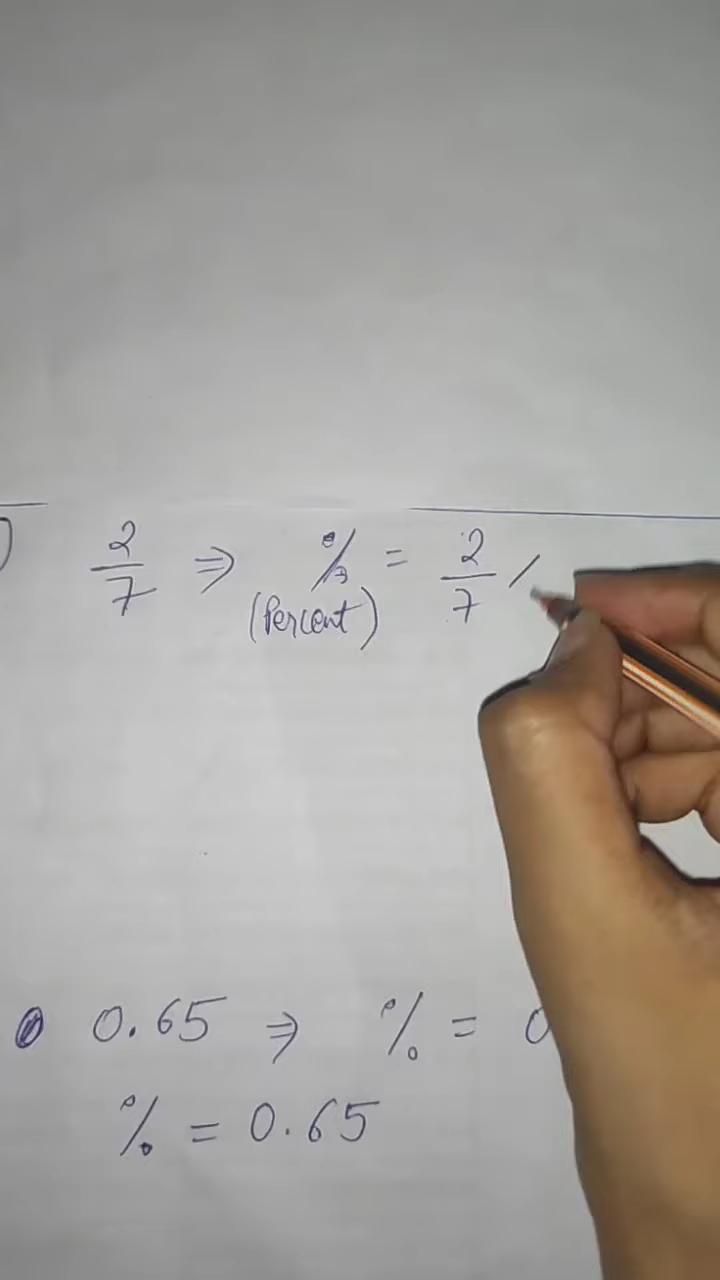 2/7 ⇒ % = 2/7 /
(Percent)
0.65 ⇒ % = 0
% = 0.65